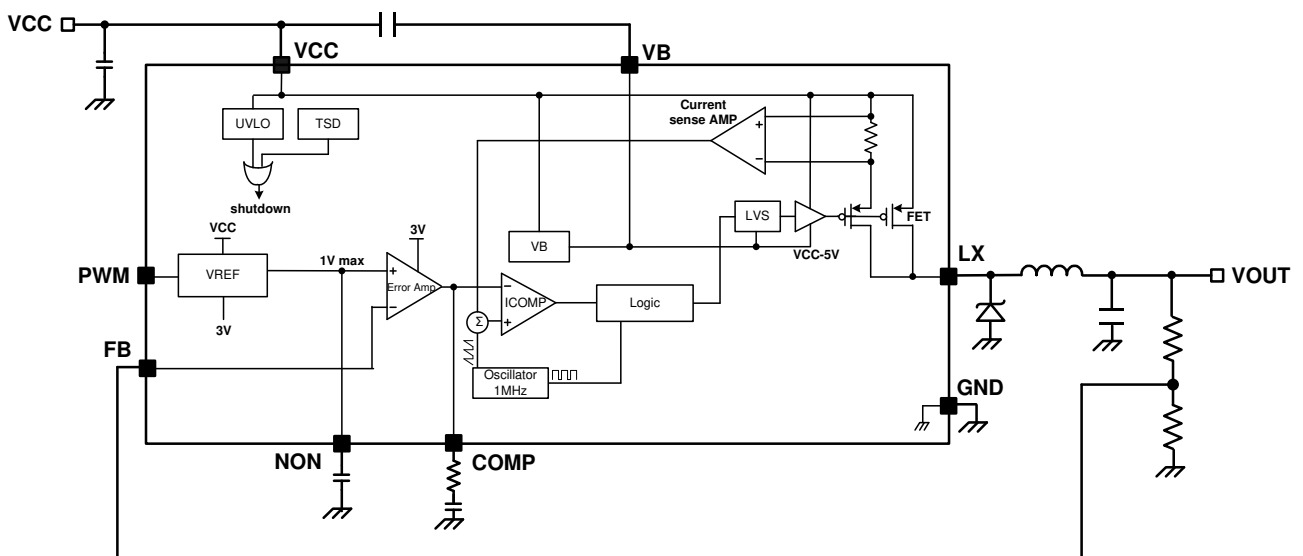 VCC
VCC
VB
UVLO
TSD
Current
sense AMP
shutdown
VCC
3V
1V max
LVS
FET
VB
VCC-5V
LX
PWM
VREF
Error Amp
+
−
+
−
3V
ICOMP
−
+
Σ
Logic
VOUT
FB
Oscillator
1MHz
GND
NON
COMP